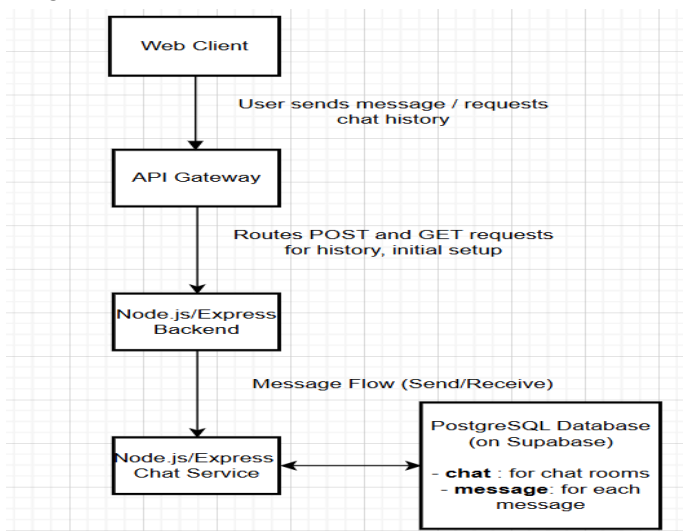 Web Client
User sends message / requests
chat history
API Gateway
Routes POST and GET requests
for history, initial setup
Node.js/Express
Backend
Message Flow (Send/Receive)
Node.js/Express
Chat Service
PostgreSQL Database
(on Supabase)
- chat : for chat rooms
- message: for each
message